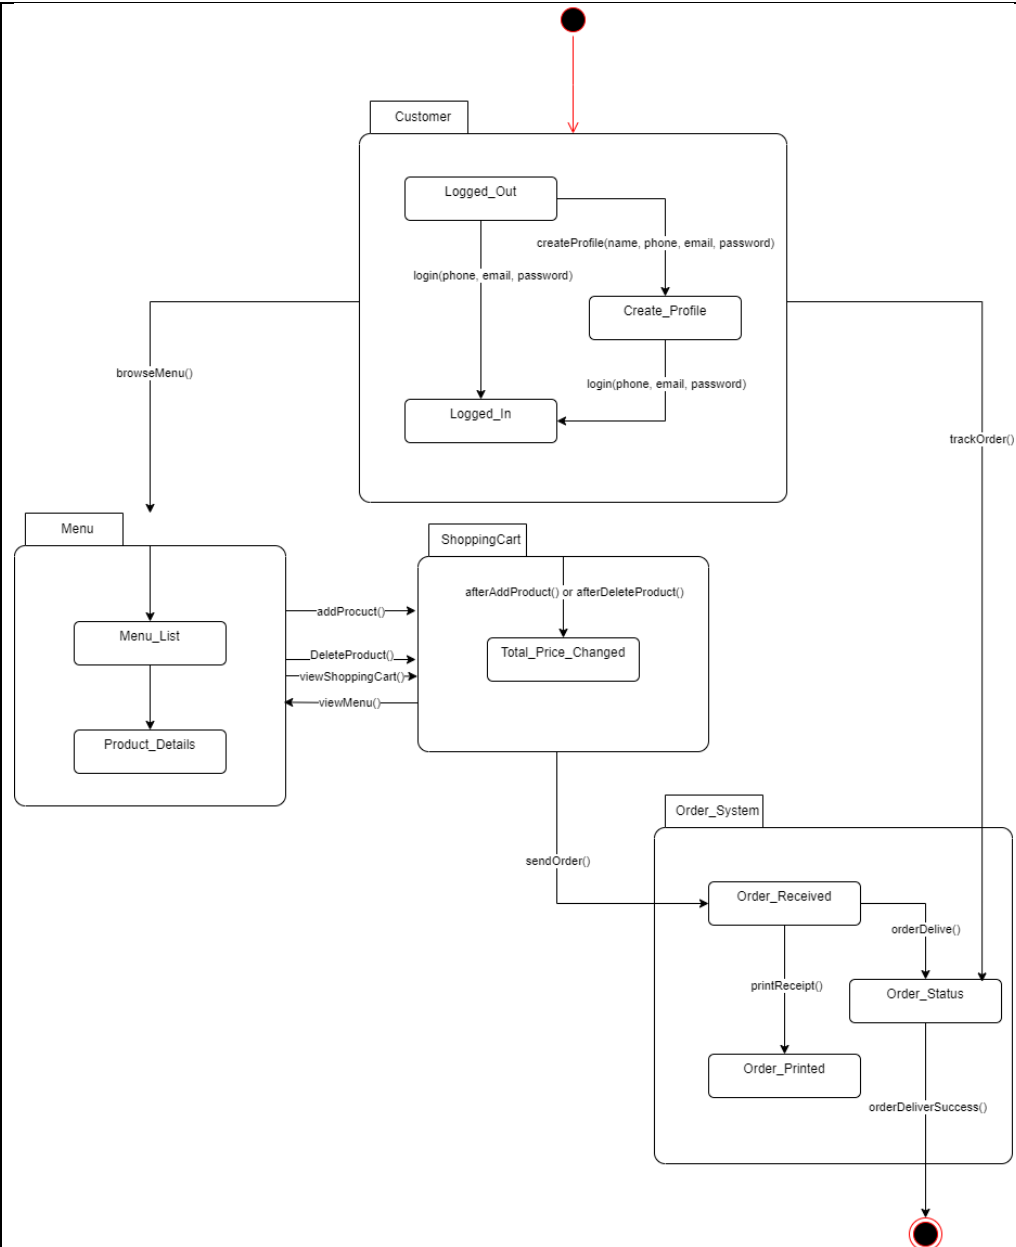 Customer
Logged_Out
createProfile(name, phone, email, password)
login(phone, email, password)
Create_Profile
browseMenu()
login(phone, email, password)
Logged_In
trackOrder()
Menu
ShoppingCart
afterAddProduct() or afterDeleteProduct()
addProcuct()
Menu_List
DeleteProduct()
Total_Price_Changed
viewShoppingCart()
viewMenu()
Product_Details
Order_System
sendOrder()
Order_Received
orderDelive()
printReceipt()
Order_Status
Order_Printed
orderDeliverSuccess()